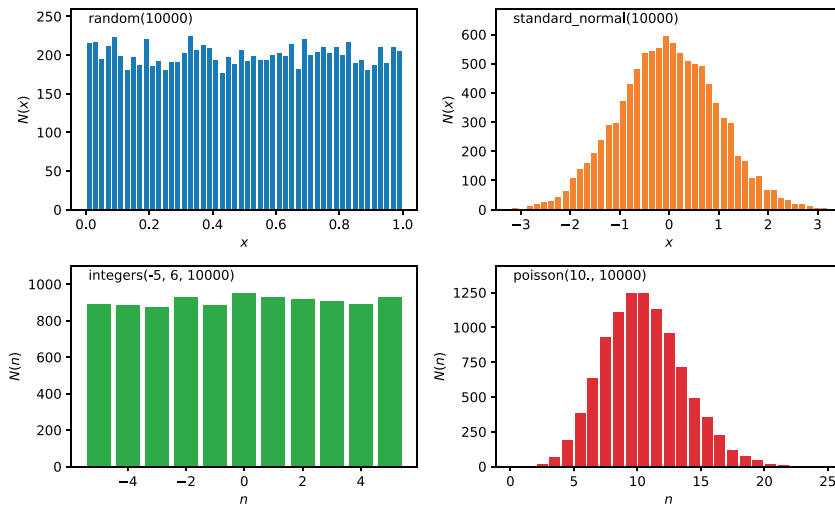 random(10000)
250
200
150
100
50
0
N(x)
0.0 0.2 0.4 0.6 0.8 1.0
x
standard_normal(10000)
600
500
400
300
200
100
0
N(x)
−3 −2 −1 0 1 2 3
x
integers(-5, 6, 10000)
1000
800
600
400
200
0
N(n)
−4 −2 0 2 4
n
poisson(10., 10000)
1250
1000
750
500
250
0
N(n)
0 5 10 15 20 25
n